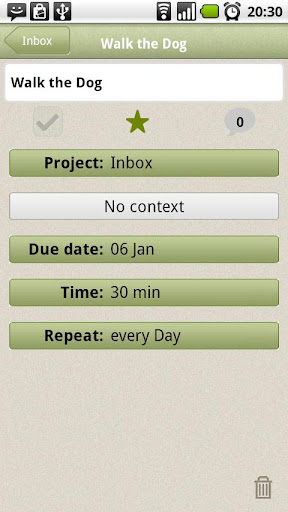 20:30
Inbox
Walk the Dog
Walk the Dog
0
Project: Inbox
No context
Due date: 06 Jan
Time: 30 min
Repeat: every Day